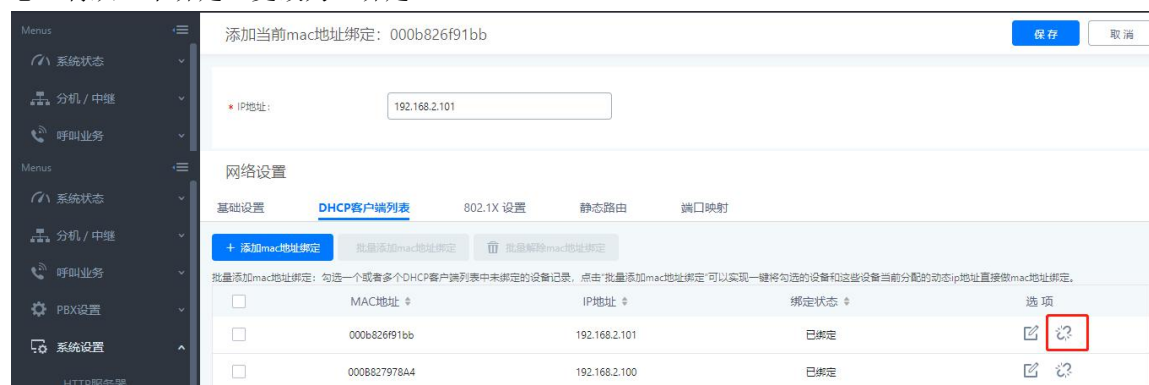 Menus
系统状态
分机 / 中继
呼叫业务
添加当前mac地址绑定：000b826f91bb
保存
取消
* IP地址：
192.168.2.101
Menus
系统状态
分机 / 中继
呼叫业务
PBX设置
系统设置
HTTP服务器
网络设置
基础设置
DHCP客户端列表
802.1X 设置
静态路由
端口映射
+ 添加mac地址绑定
批量添加mac地址绑定
批量解除mac地址绑定
批量添加mac地址绑定：勾选一个或者多个DHCP客户端列表中未绑定的设备记录，点击“批量添加mac地址绑定”可以实现一键将勾选的设备和这些设备当前分配的动态ip地址直接做mac地址绑定。
MAC地址 IP地址 绑定状态 选项
000b826f91bb 192.168.2.101 已绑定
000B827978A4 192.168.2.100 已绑定